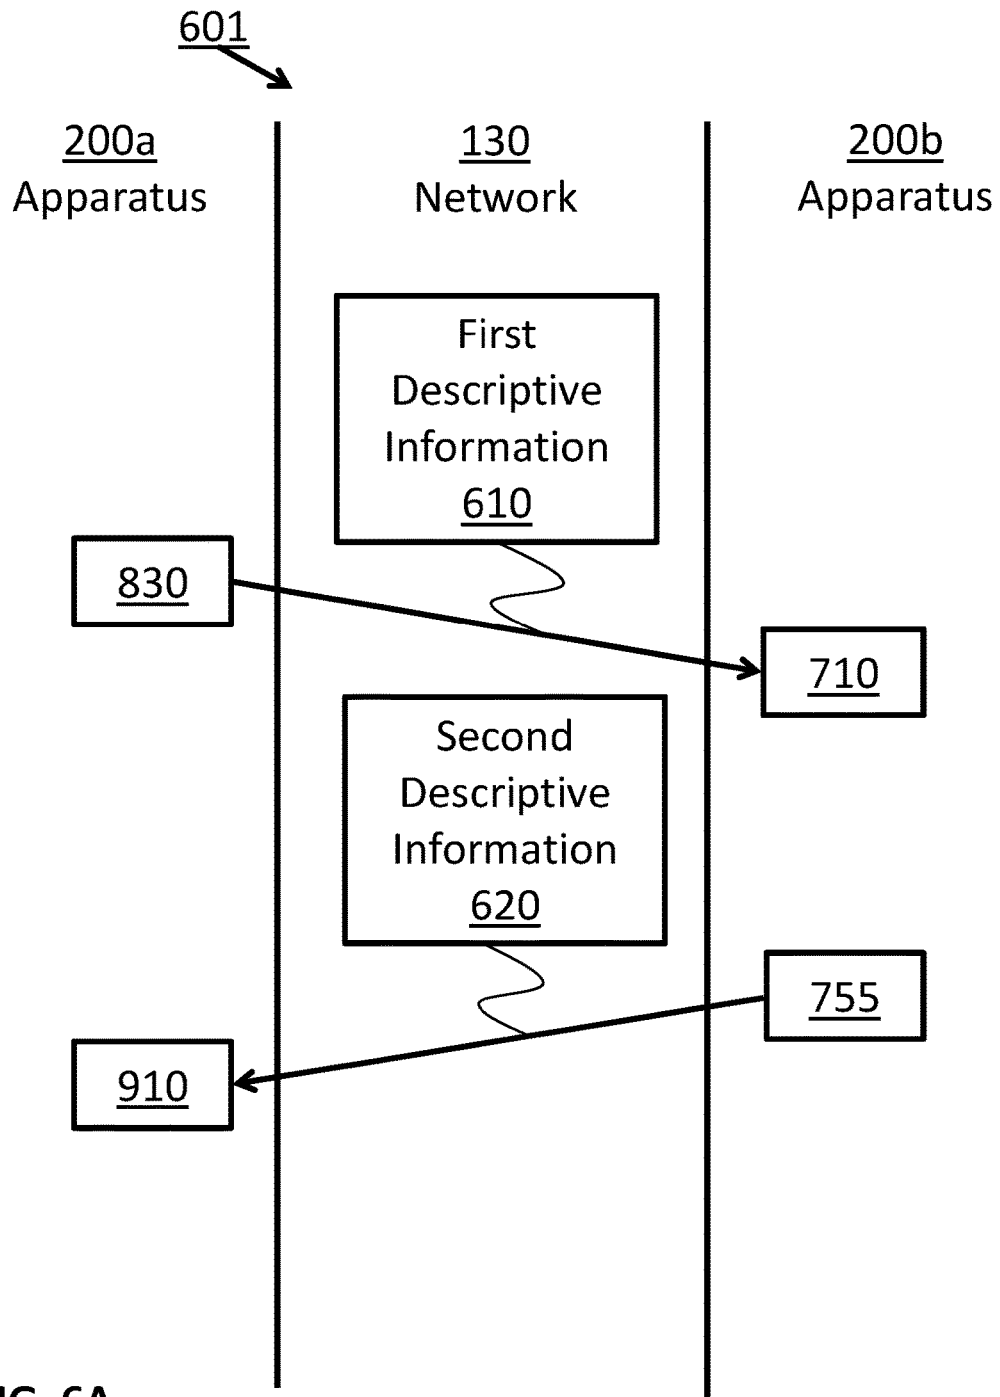 601
200a
Apparatus
130
Network
200b
Apparatus
First
Descriptive
Information
610
830
710
Second
Descriptive
Information
620
755
910